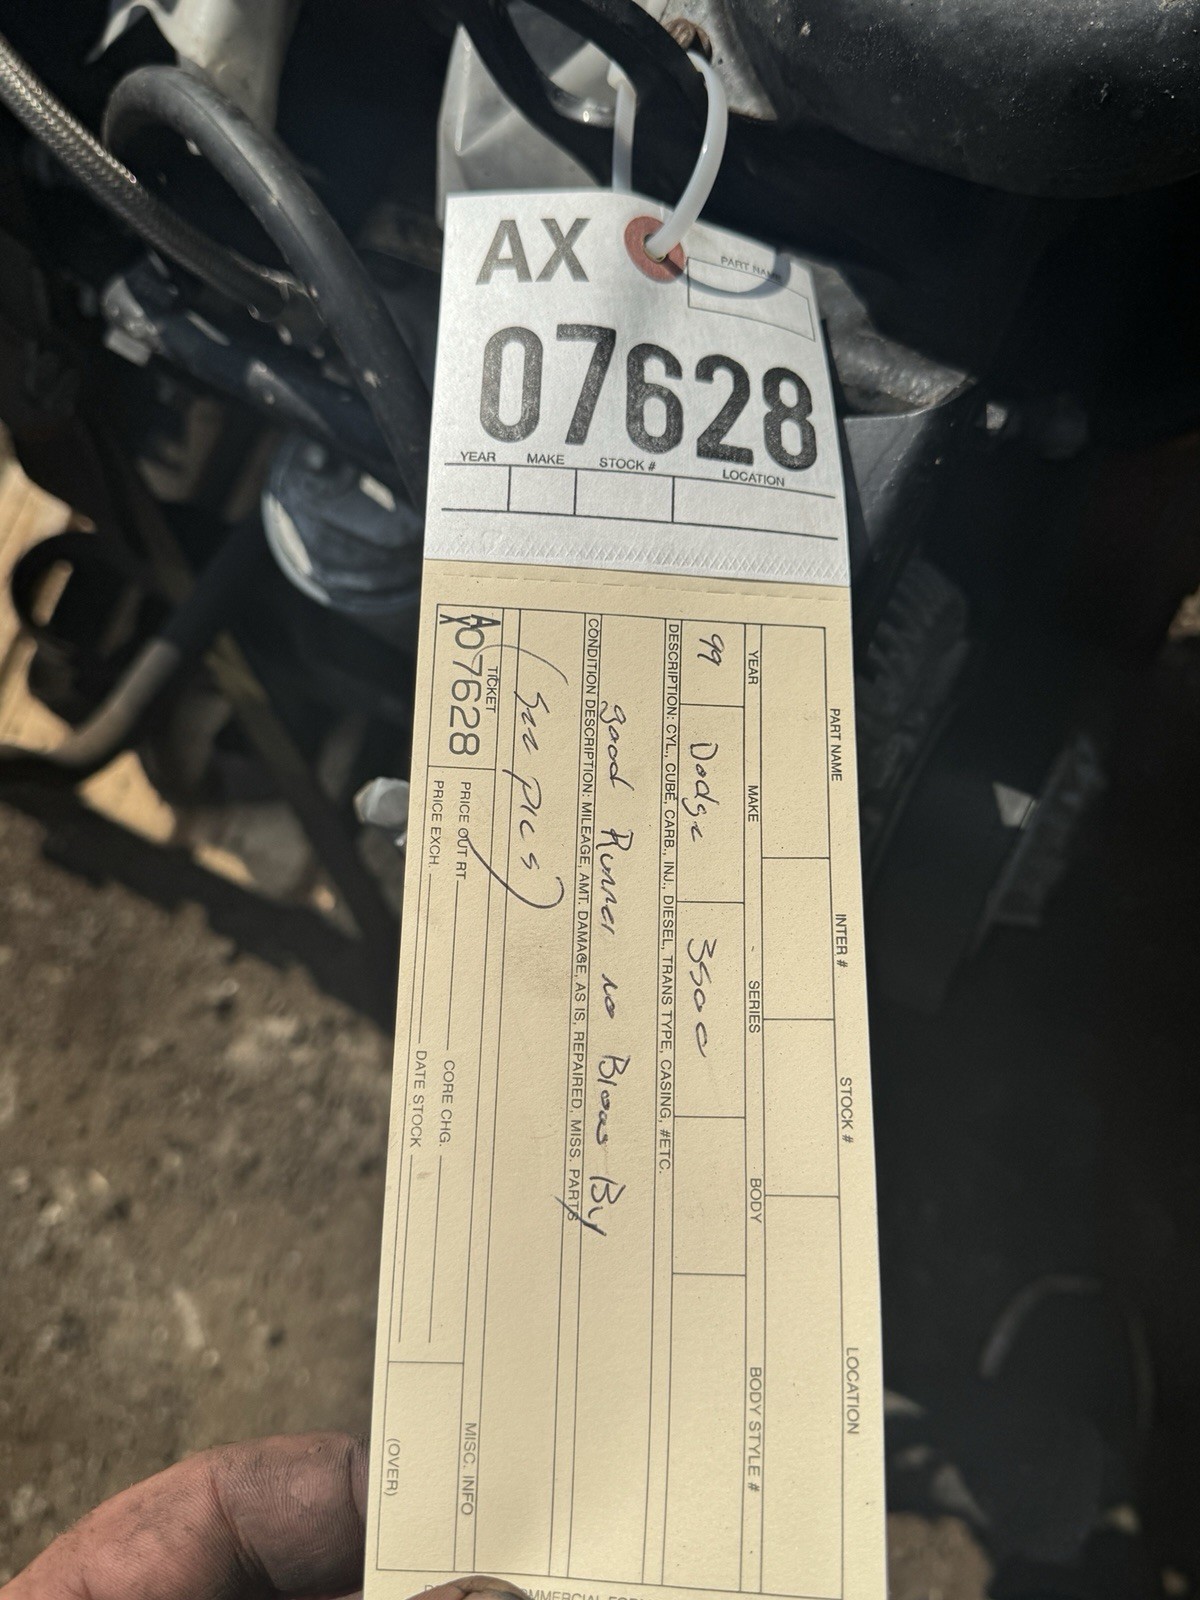 AX
PART NAME
07628
YEAR MAKE STOCK # LOCATION
PART NAME INTER # STOCK # LOCATION
YEAR MAKE SERIES BODY BODY STYLE #
99 Dodge 3500
DESCRIPTION: CYL., CUBE, CARB., INJ., DIESEL, TRANS TYPE, CASING, #ETC.
good Runner no Blow By
CONDITION DESCRIPTION: MILEAGE, AMT. DAMAGE, AS IS, REPAIRED, MISS. PARTS
(See pics)
TICKET
AX07628
PRICE OUT RT. CORE CHG. MISC. INFO
PRICE EXCH. DATE STOCK
(OVER)